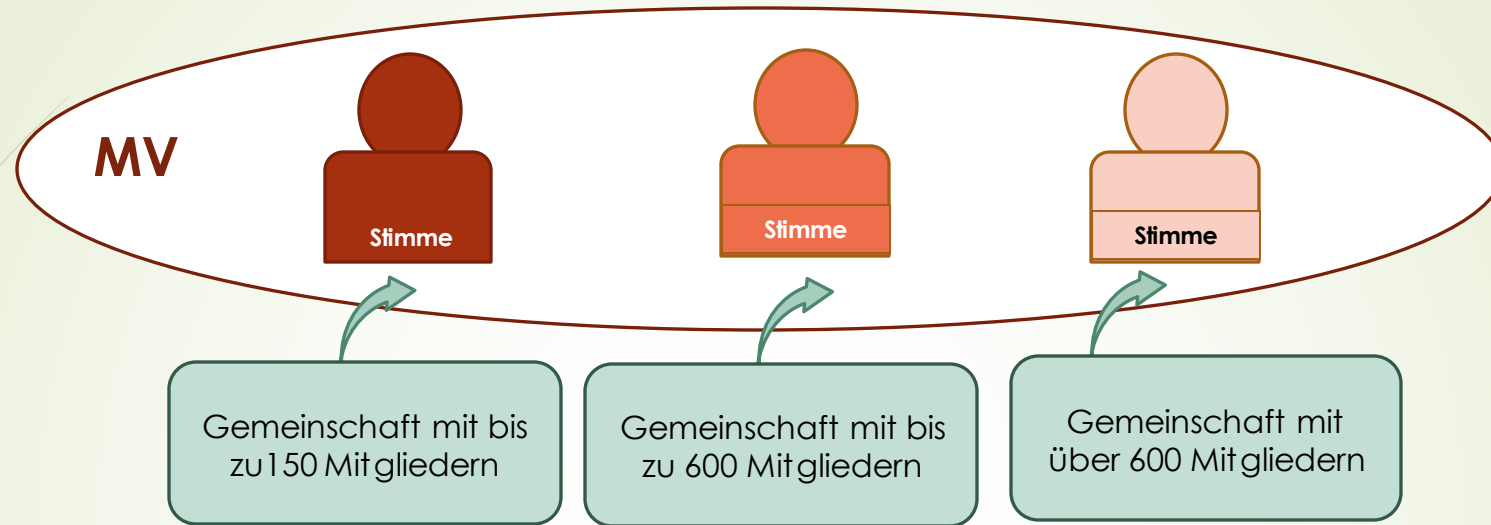 MV
Stimme
Stimme
Stimme
Gemeinschaft mit bis
zu150 Mitgliedern
Gemeinschaft mit bis
zu 600 Mitgliedern
Gemeinschaft mit
über 600 Mitgliedern